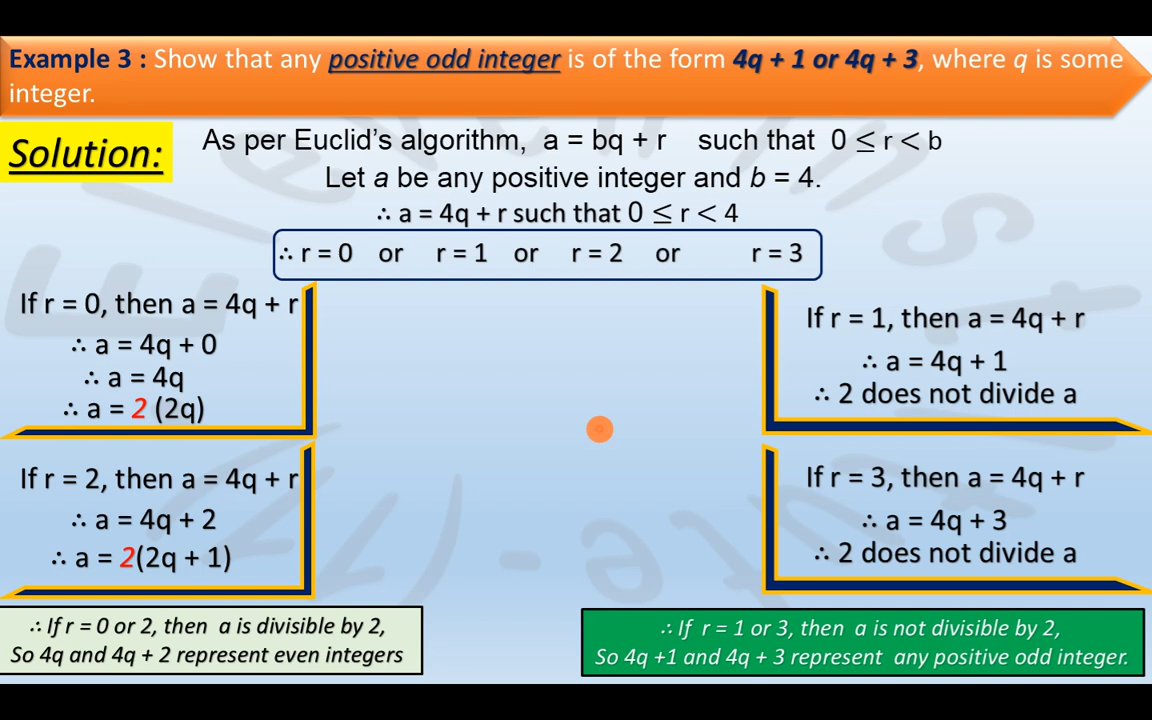 Example 3 : Show that any positive odd integer is of the form 4q + 1 or 4q + 3, where q is some
integer.
Solution:
As per Euclid's algorithm, a = bq + r such that 0 ≤ r < b
Let a be any positive integer and b = 4.
∴ a = 4q + r such that 0 ≤ r < 4
∴ r = 0 or r = 1 or r = 2 or r = 3
If r = 0, then a = 4q + r
∴ a = 4q + 0
∴ a = 4q
∴ a = 2 (2q)
If r = 1, then a = 4q + r
∴ a = 4q + 1
∴ 2 does not divide a
If r = 2, then a = 4q + r
∴ a = 4q + 2
∴ a = 2(2q + 1)
If r = 3, then a = 4q + r
∴ a = 4q + 3
∴ 2 does not divide a
∴ If r = 0 or 2, then a is divisible by 2,
So 4q and 4q + 2 represent even integers
∴ If r = 1 or 3, then a is not divisible by 2,
So 4q +1 and 4q + 3 represent any positive odd integer.